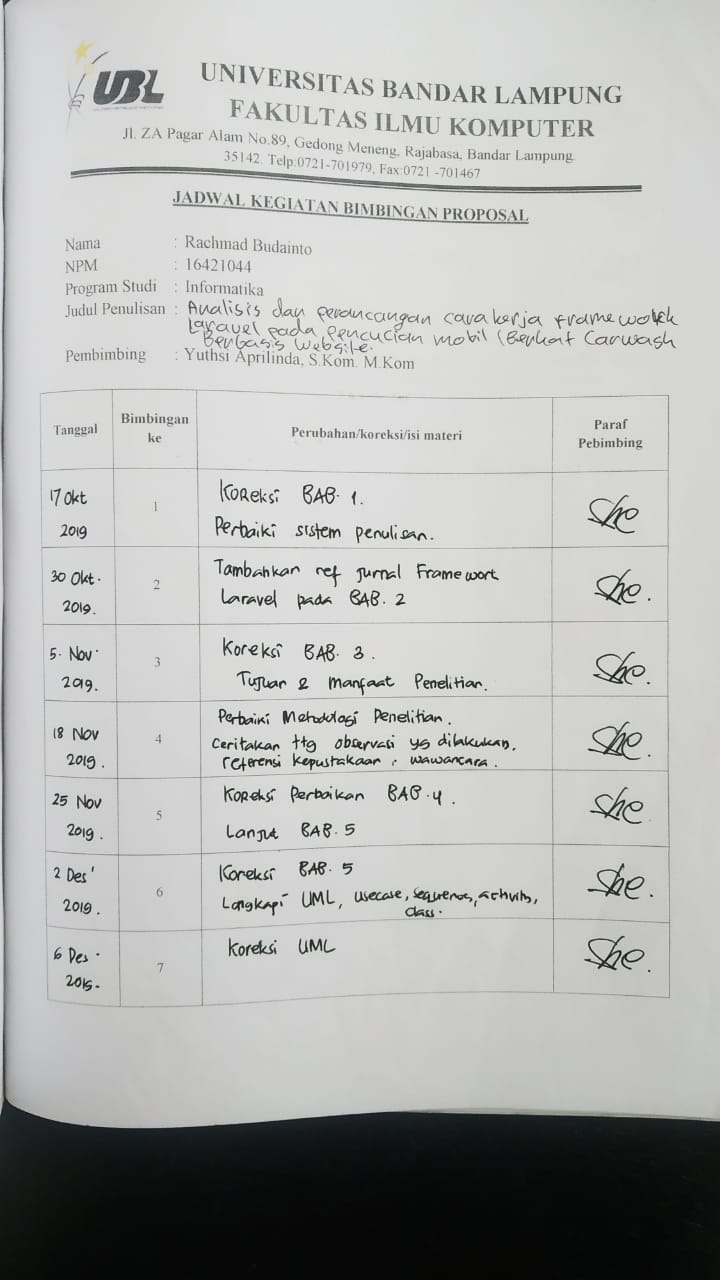 UBL
UNIVERSITAS BANDAR LAMPUNG
FAKULTAS ILMU KOMPUTER
Jl. ZA Pagar Alam No.89, Gedong Meneng, Rajabasa, Bandar Lampung.
35142. Telp:0721-701979, Fax:0721 -701467
JADWAL KEGIATAN BIMBINGAN PROPOSAL
Nama : Rachmad Budainto
NPM : 16421044
Program Studi : Informatika
Judul Penulisan : Analisis dan perancangan cara kerja framework
Laravel pada pencucian mobil (Berkat Carwash
Berbasis Website.
Pembimbing : Yuthsi Aprilinda, S.Kom. M.Kom
Tanggal Bimbingan ke Perubahan/koreksi/isi materi Paraf Pebimbing
17 Okt 2019 1 Koreksi BAB. 1.
Perbaiki sistem penulisan.
30 Okt. 2019. 2 Tambahkan ref jurnal Framework
Laravel pada BAB. 2
5. Nov. 2019. 3 Koreksi BAB. 3.
Tujuan & Manfaat Penelitian.
18 Nov 2019. 4 Perbaiki Metodologi Penelitian.
Ceritakan ttg observasi yg dilakukan,
referensi kepustakaan, wawancara.
25 Nov 2019. 5 Koreksi Perbaikan BAB. 4.
Lanjut BAB. 5
2 Des' 2019. 6 Koreksi BAB. 5
Lengkapi UML, usecase, sequence, activity,
class.
6 Des. 2019. 7 Koreksi UML